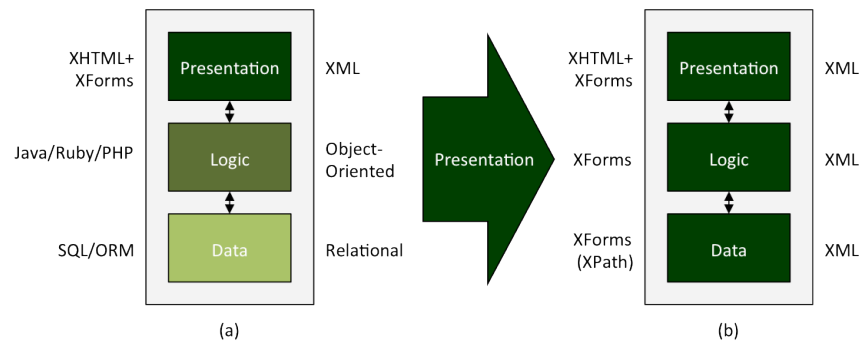 XHTML+
XForms
Presentation
XML
Java/Ruby/PHP
Logic
Object-
Oriented
SQL/ORM
Data
Relational
(a)
Presentation
XHTML+
XForms
Presentation
XML
XForms
Logic
XML
XForms
(XPath)
Data
XML
(b)